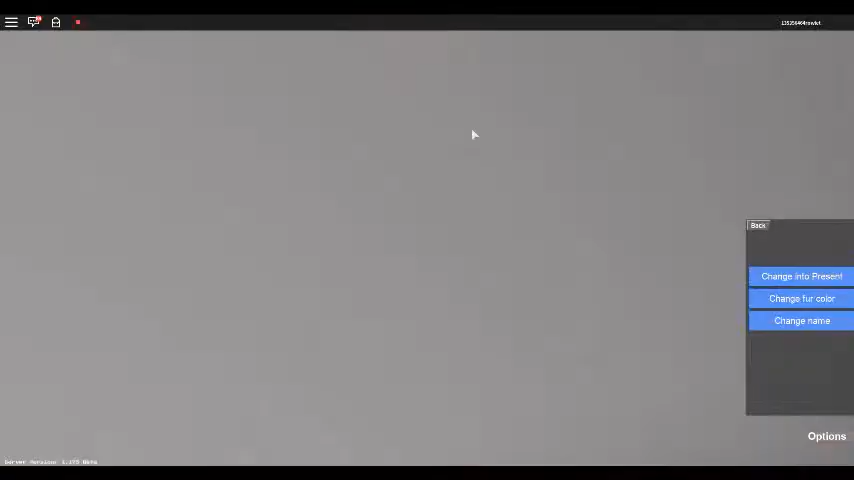 Back
Change into Present
Change fur color
Change name
Options